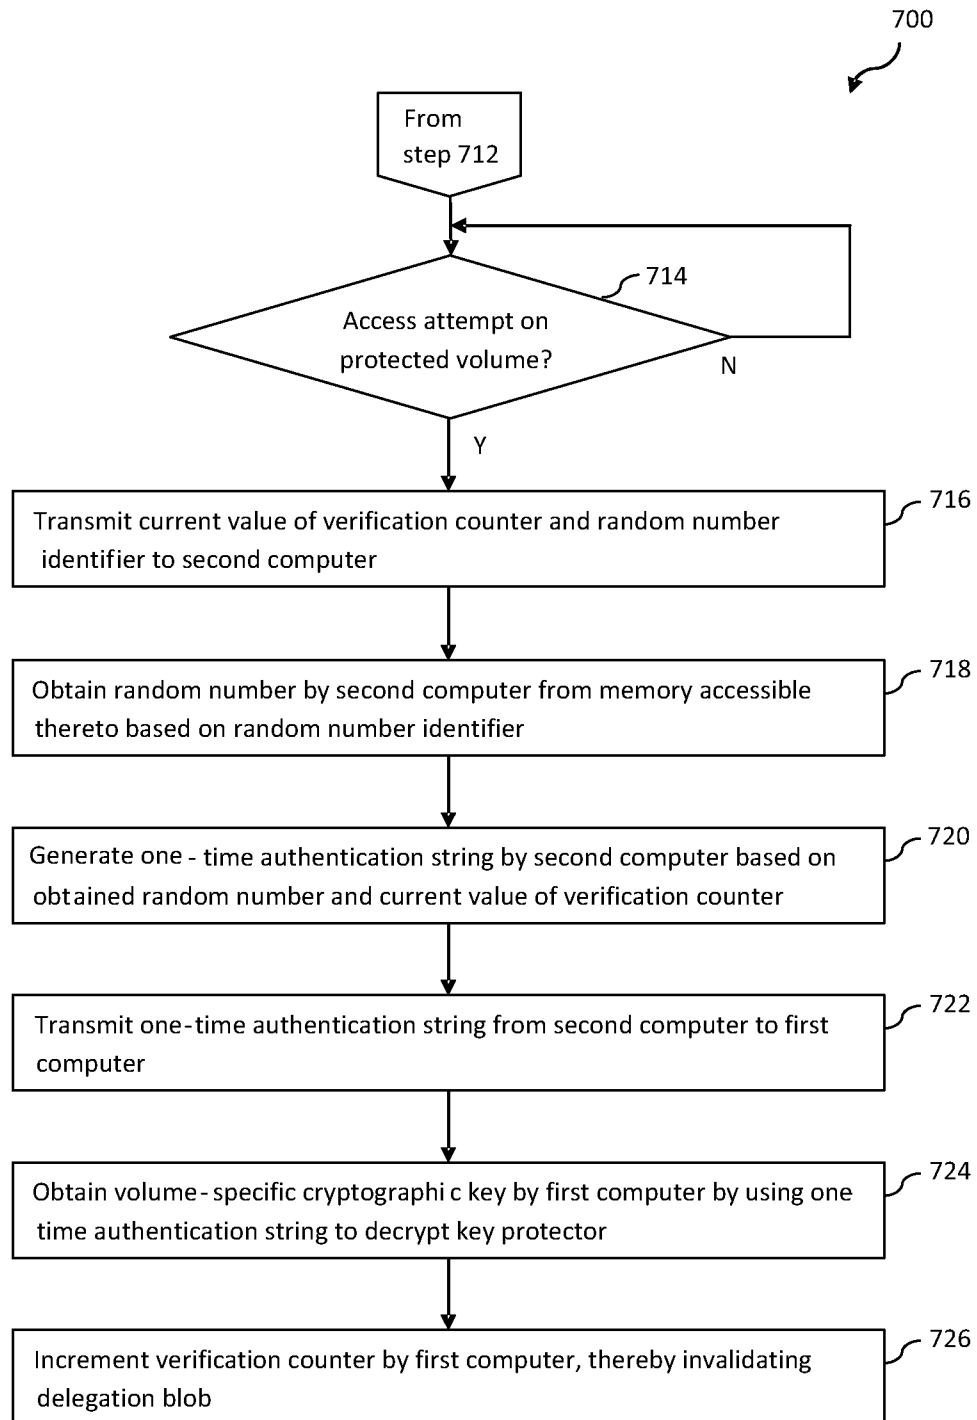 700
From
step 712
714
Access attempt on
protected volume?
N
Y
716
Transmit current value of verification counter and random number
identifier to second computer
718
Obtain random number by second computer from memory accessible
thereto based on random number identifier
720
Generate one - time authentication string by second computer based on
obtained random number and current value of verification counter
722
Transmit one-time authentication string from second computer to first
computer
724
Obtain volume-specific cryptographi c key by first computer by using one
time authentication string to decrypt key protector
726
Increment verification counter by first computer, thereby invalidating
delegation blob